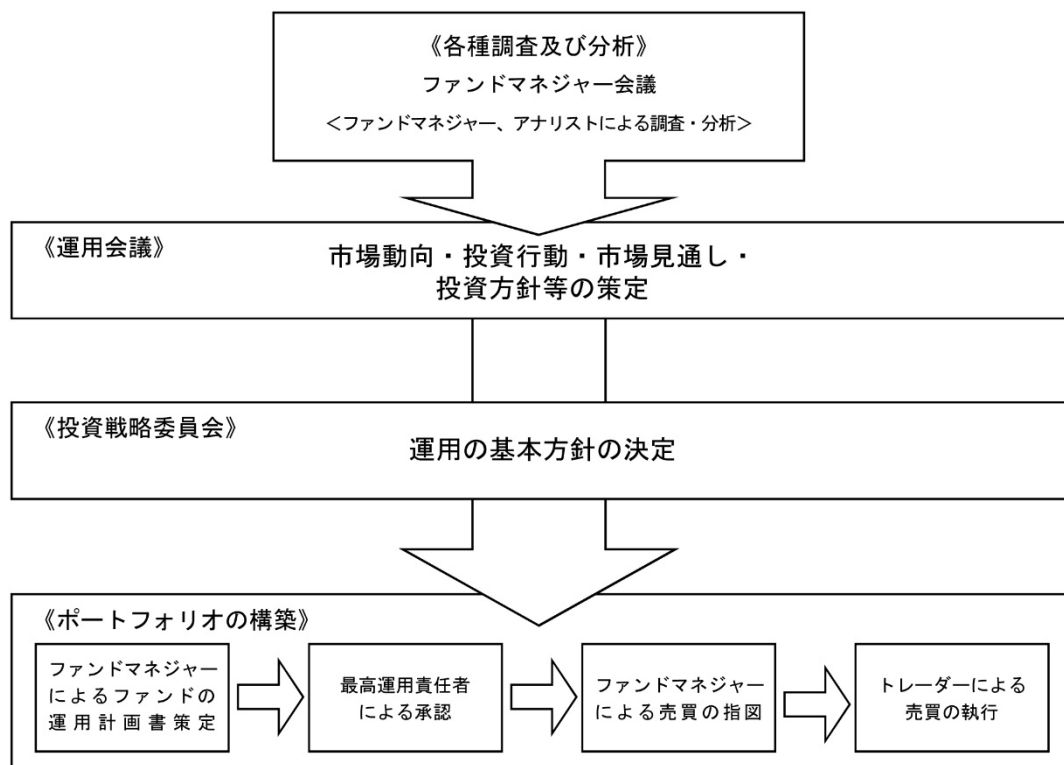 《各種調査及び分析》
ファンドマネジャー会議
＜ファンドマネジャー、アナリストによる調査・分析＞
《運用会議》
市場動向・投資行動・市場見通し・
投資方針等の策定
《投資戦略委員会》
運用の基本方針の決定
《ポートフォリオの構築》
ファンドマネジャー
によるファンドの
運用計画書策定
最高運用責任者
による承認
ファンドマネジャー
による売買の指図
トレーダーによる
売買の執行